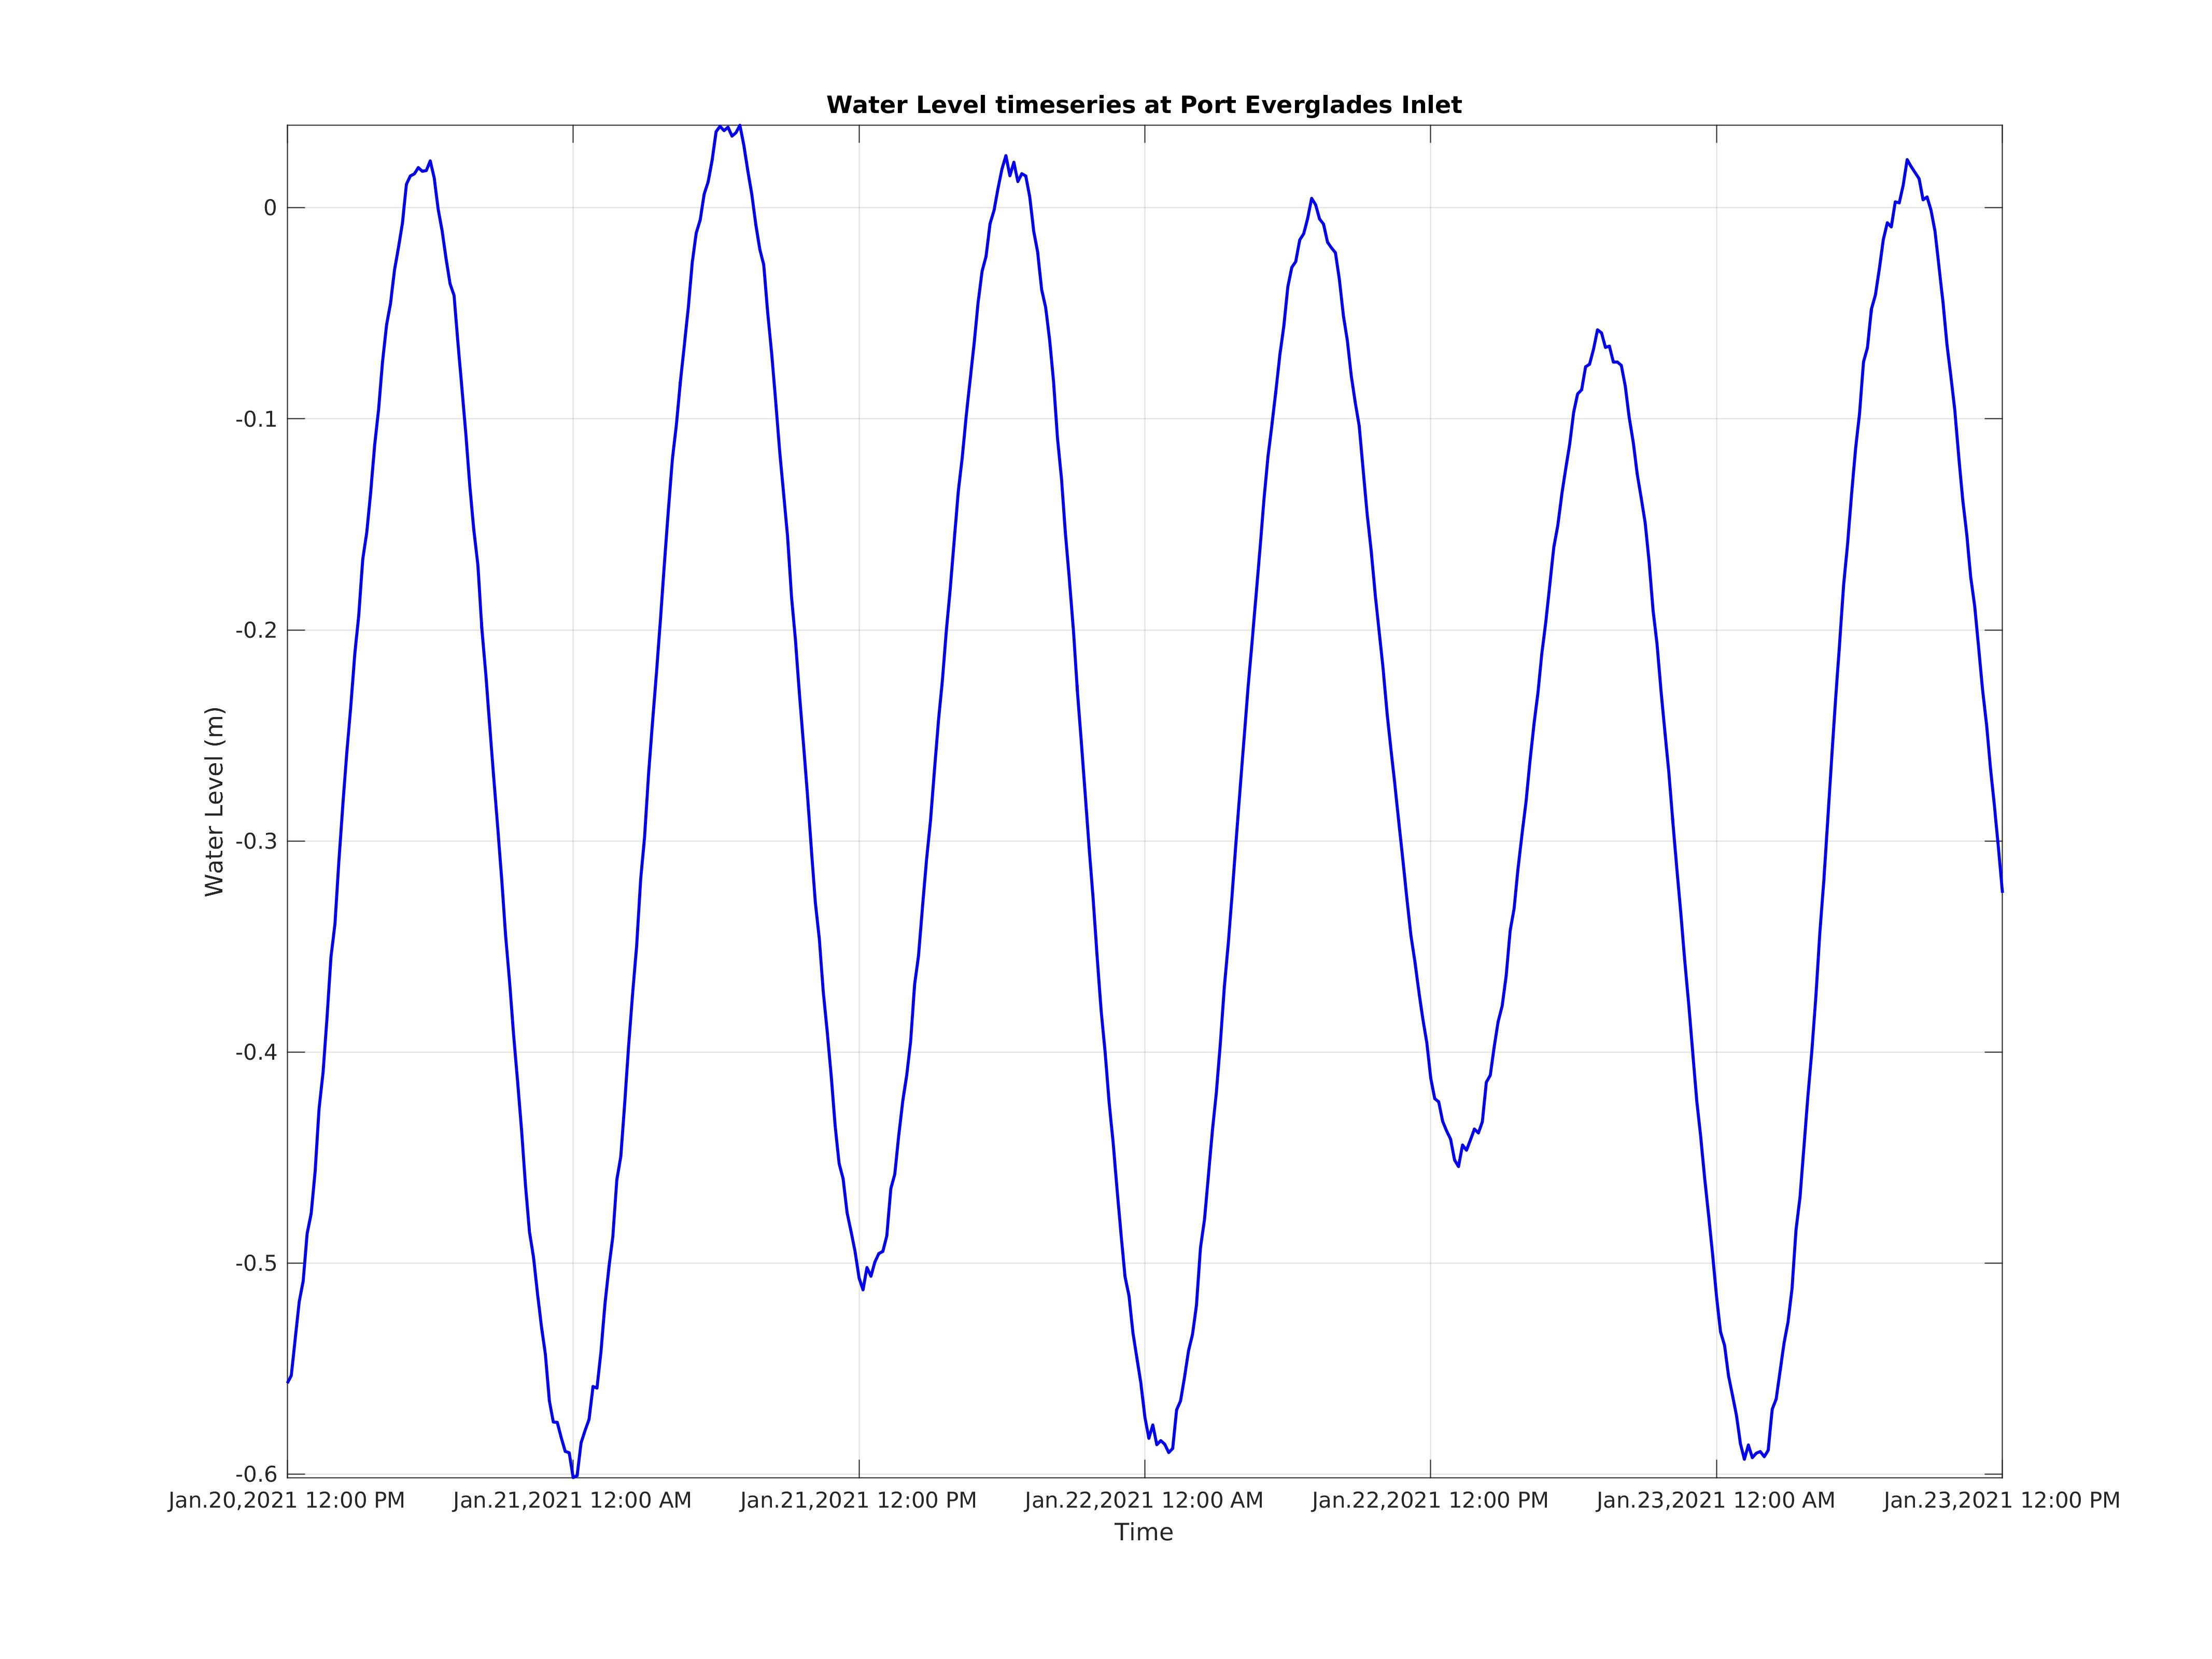 Water Level timeseries at Port Everglades Inlet
0
-0.1
-0.2
-0.3
-0.4
-0.5
-0.6
Water Level (m)
Jan.20,2021 12:00 PM Jan.21,2021 12:00 AM Jan.21,2021 12:00 PM Jan.22,2021 12:00 AM Jan.22,2021 12:00 PM Jan.23,2021 12:00 AM Jan.23,2021 12:00 PM
Time